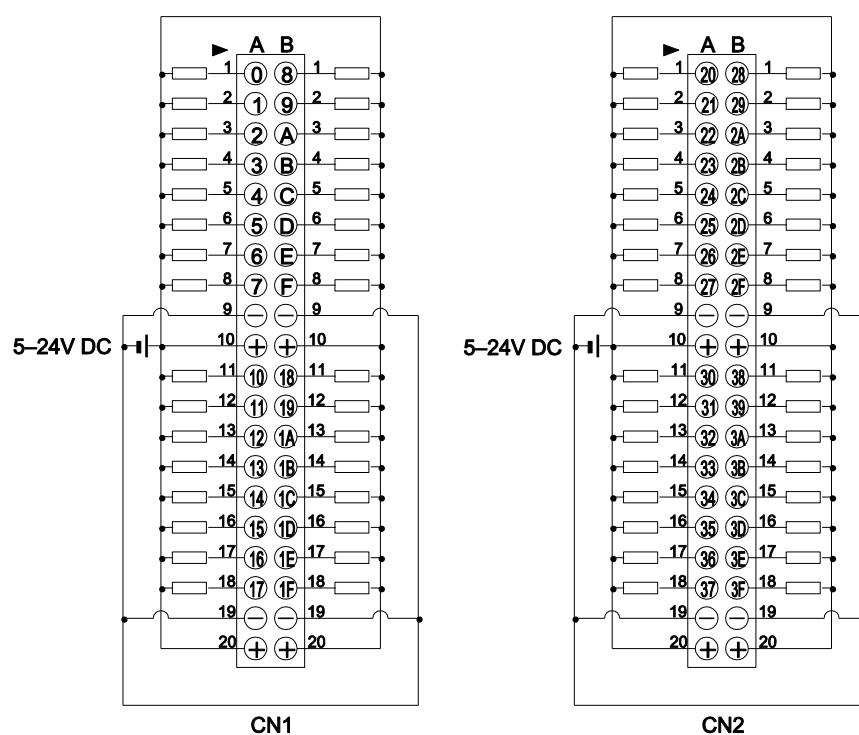 A B
1 0 8 1
2 1 9 2
3 2 A 3
4 3 B 4
5 4 C 5
6 5 D 6
7 6 E 7
8 7 F 8
9 − − 9
5–24V DC
10 + + 10
11 10 18 11
12 11 19 12
13 12 1A 13
14 13 1B 14
15 14 1C 15
16 15 1D 16
17 16 1E 17
18 17 1F 18
19 − − 19
20 + + 20
CN1
A B
1 20 28 1
2 21 29 2
3 22 2A 3
4 23 2B 4
5 24 2C 5
6 25 2D 6
7 26 2E 7
8 27 2F 8
9 − − 9
5–24V DC
10 + + 10
11 30 38 11
12 31 39 12
13 32 3A 13
14 33 3B 14
15 34 3C 15
16 35 3D 16
17 36 3E 17
18 37 3F 18
19 − − 19
20 + + 20
CN2